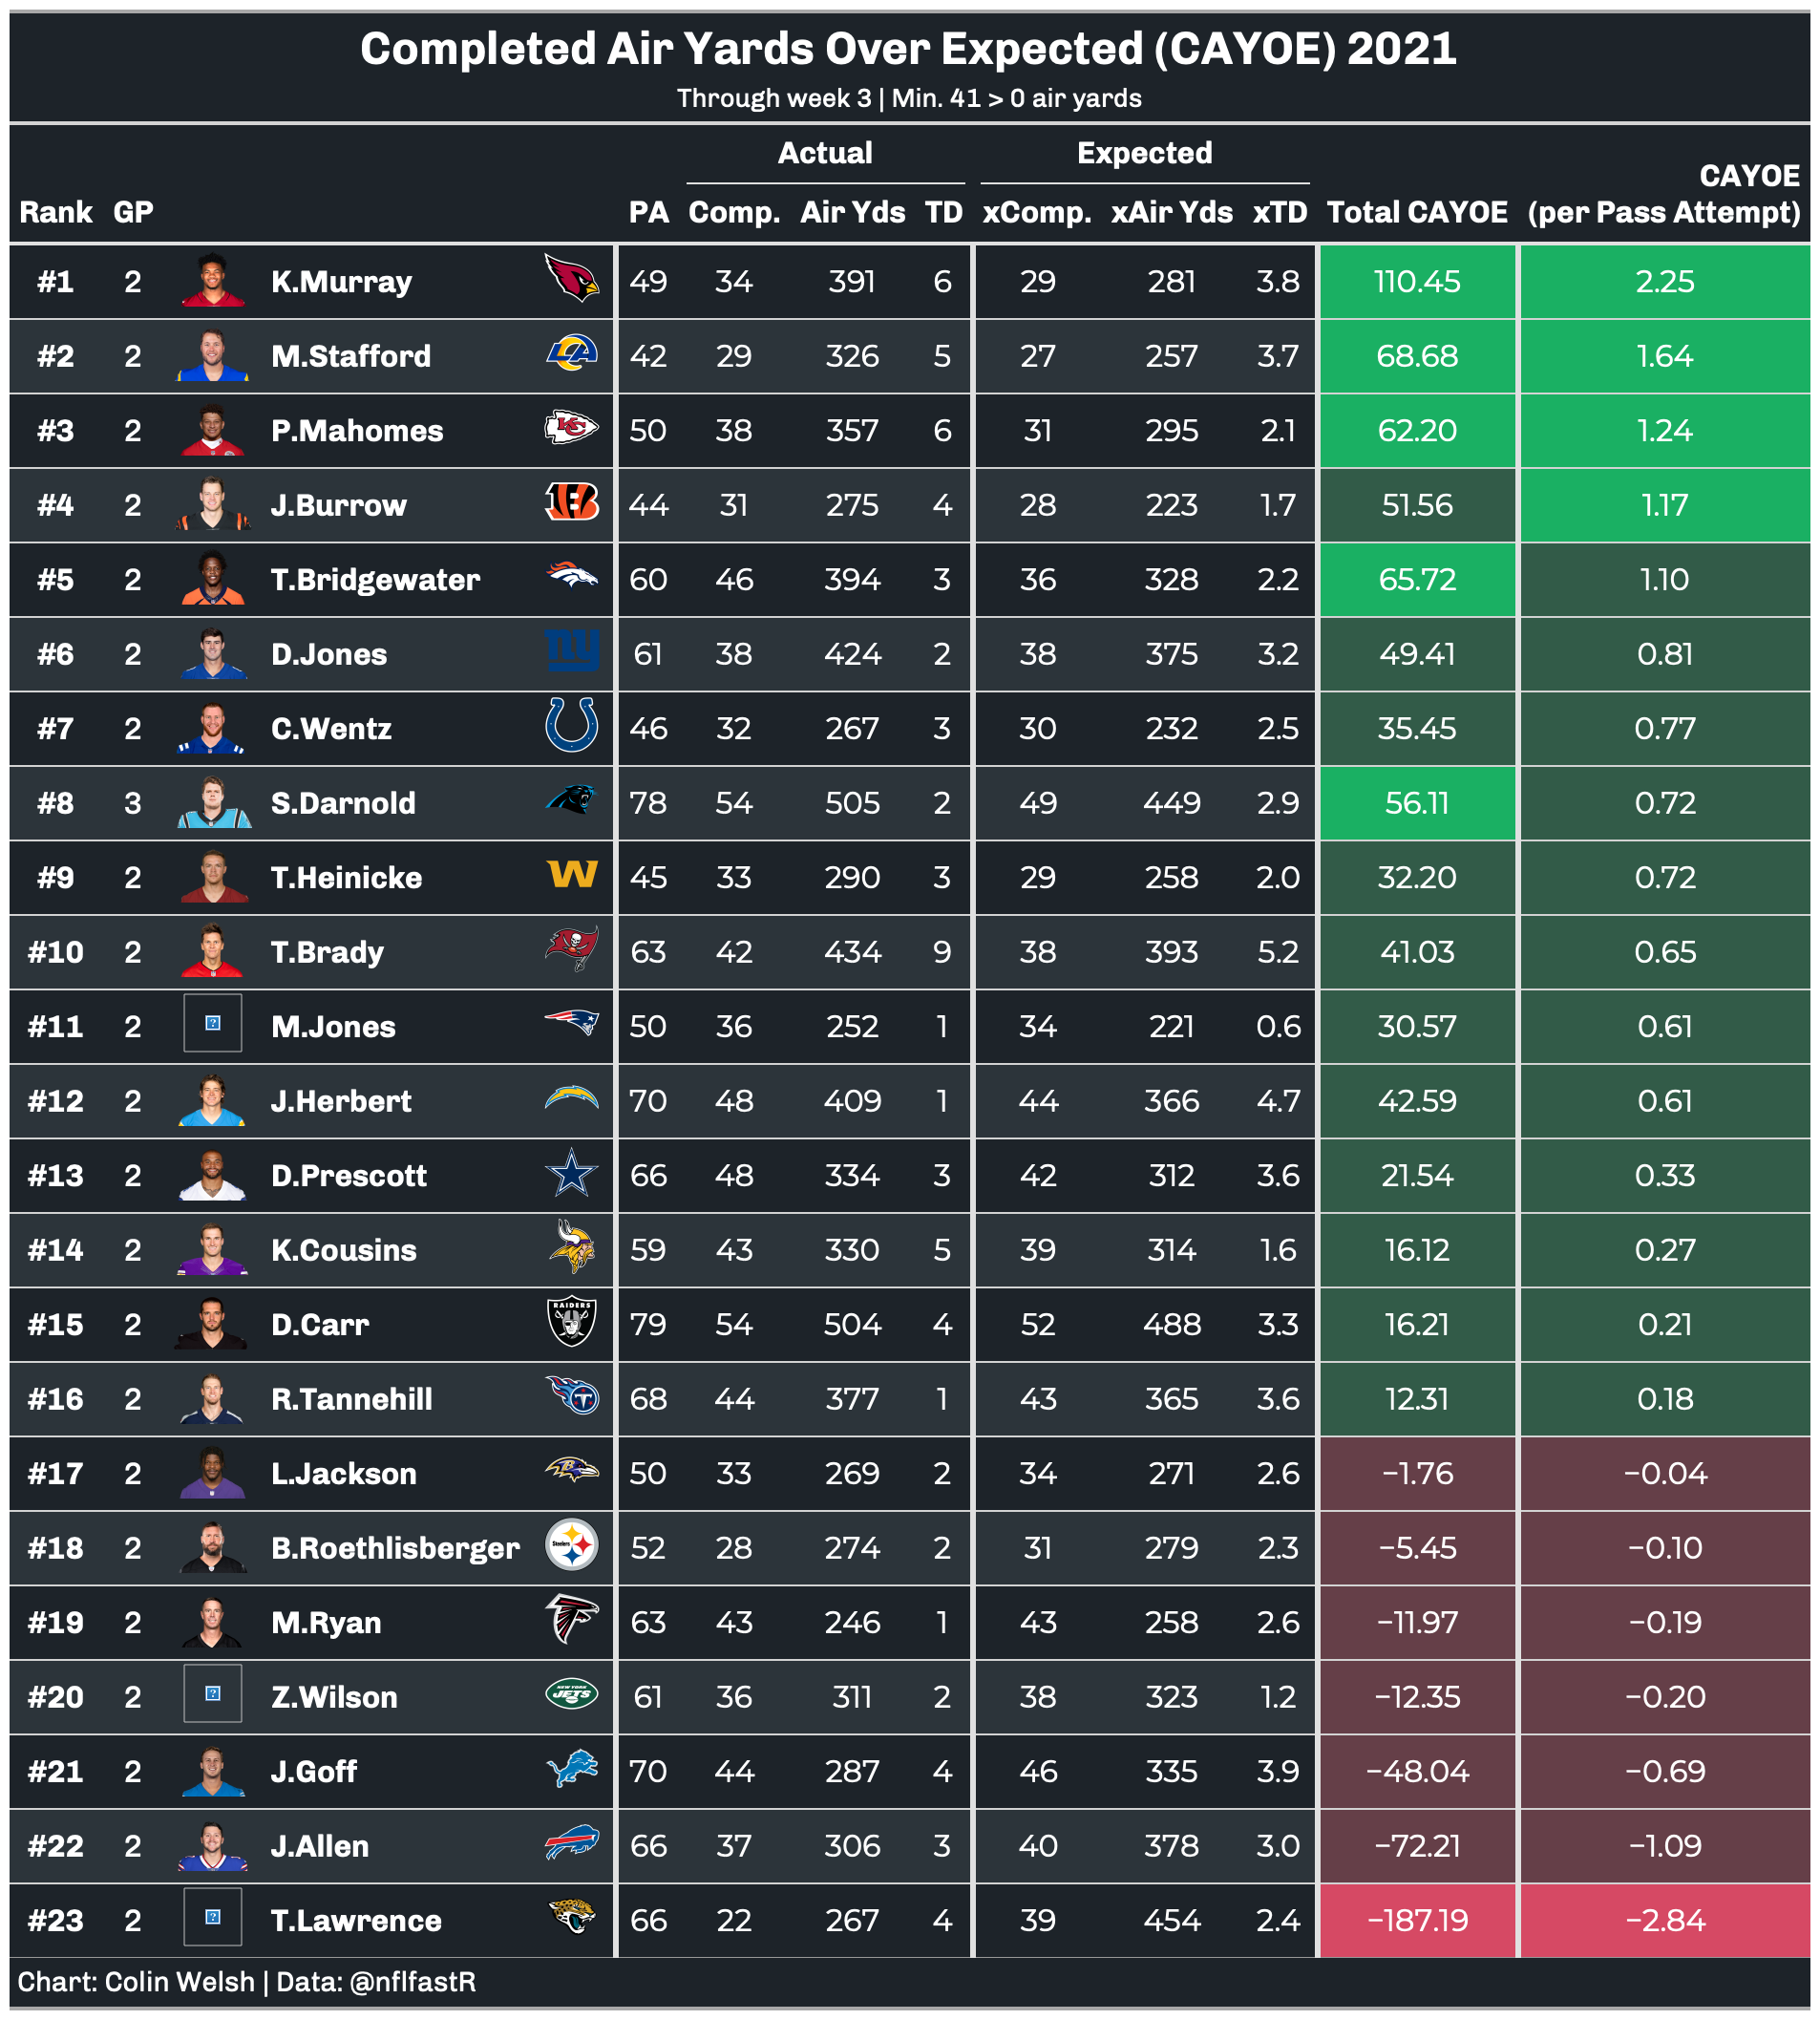 Completed Air Yards Over Expected (CAYOE) 2021
Through week 3 | Min. 41 > 0 air yards
Actual Expected
Rank GP PA Comp. Air Yds TD xComp. xAir Yds xTD Total CAYOE CAYOE (per Pass Attempt)
#1 2 K.Murray 49 34 391 6 29 281 3.8 110.45 2.25
#2 2 M.Stafford LA 42 29 326 5 27 257 3.7 68.68 1.64
#3 2 P.Mahomes KC 50 38 357 6 31 295 2.1 62.20 1.24
#4 2 J.Burrow B 44 31 275 4 28 223 1.7 51.56 1.17
#5 2 T.Bridgewater 60 46 394 3 36 328 2.2 65.72 1.10
#6 2 D.Jones ny 61 38 424 2 38 375 3.2 49.41 0.81
#7 2 C.Wentz 46 32 267 3 30 232 2.5 35.45 0.77
#8 3 S.Darnold 78 54 505 2 49 449 2.9 56.11 0.72
#9 2 T.Heinicke W 45 33 290 3 29 258 2.0 32.20 0.72
#10 2 T.Brady 63 42 434 9 38 393 5.2 41.03 0.65
#11 2 ? M.Jones 50 36 252 1 34 221 0.6 30.57 0.61
#12 2 J.Herbert 70 48 409 1 44 366 4.7 42.59 0.61
#13 2 D.Prescott 66 48 334 3 42 312 3.6 21.54 0.33
#14 2 K.Cousins 59 43 330 5 39 314 1.6 16.12 0.27
#15 2 D.Carr RAIDERS 79 54 504 4 52 488 3.3 16.21 0.21
#16 2 R.Tannehill T 68 44 377 1 43 365 3.6 12.31 0.18
#17 2 L.Jackson B 50 33 269 2 34 271 2.6 −1.76 −0.04
#18 2 B.Roethlisberger Steelers 52 28 274 2 31 279 2.3 −5.45 −0.10
#19 2 M.Ryan 63 43 246 1 43 258 2.6 −11.97 −0.19
#20 2 ? Z.Wilson NEW YORK JETS 61 36 311 2 38 323 1.2 −12.35 −0.20
#21 2 J.Goff 70 44 287 4 46 335 3.9 −48.04 −0.69
#22 2 J.Allen 66 37 306 3 40 378 3.0 −72.21 −1.09
#23 2 ? T.Lawrence 66 22 267 4 39 454 2.4 −187.19 −2.84
Chart: Colin Welsh | Data: @nflfastR